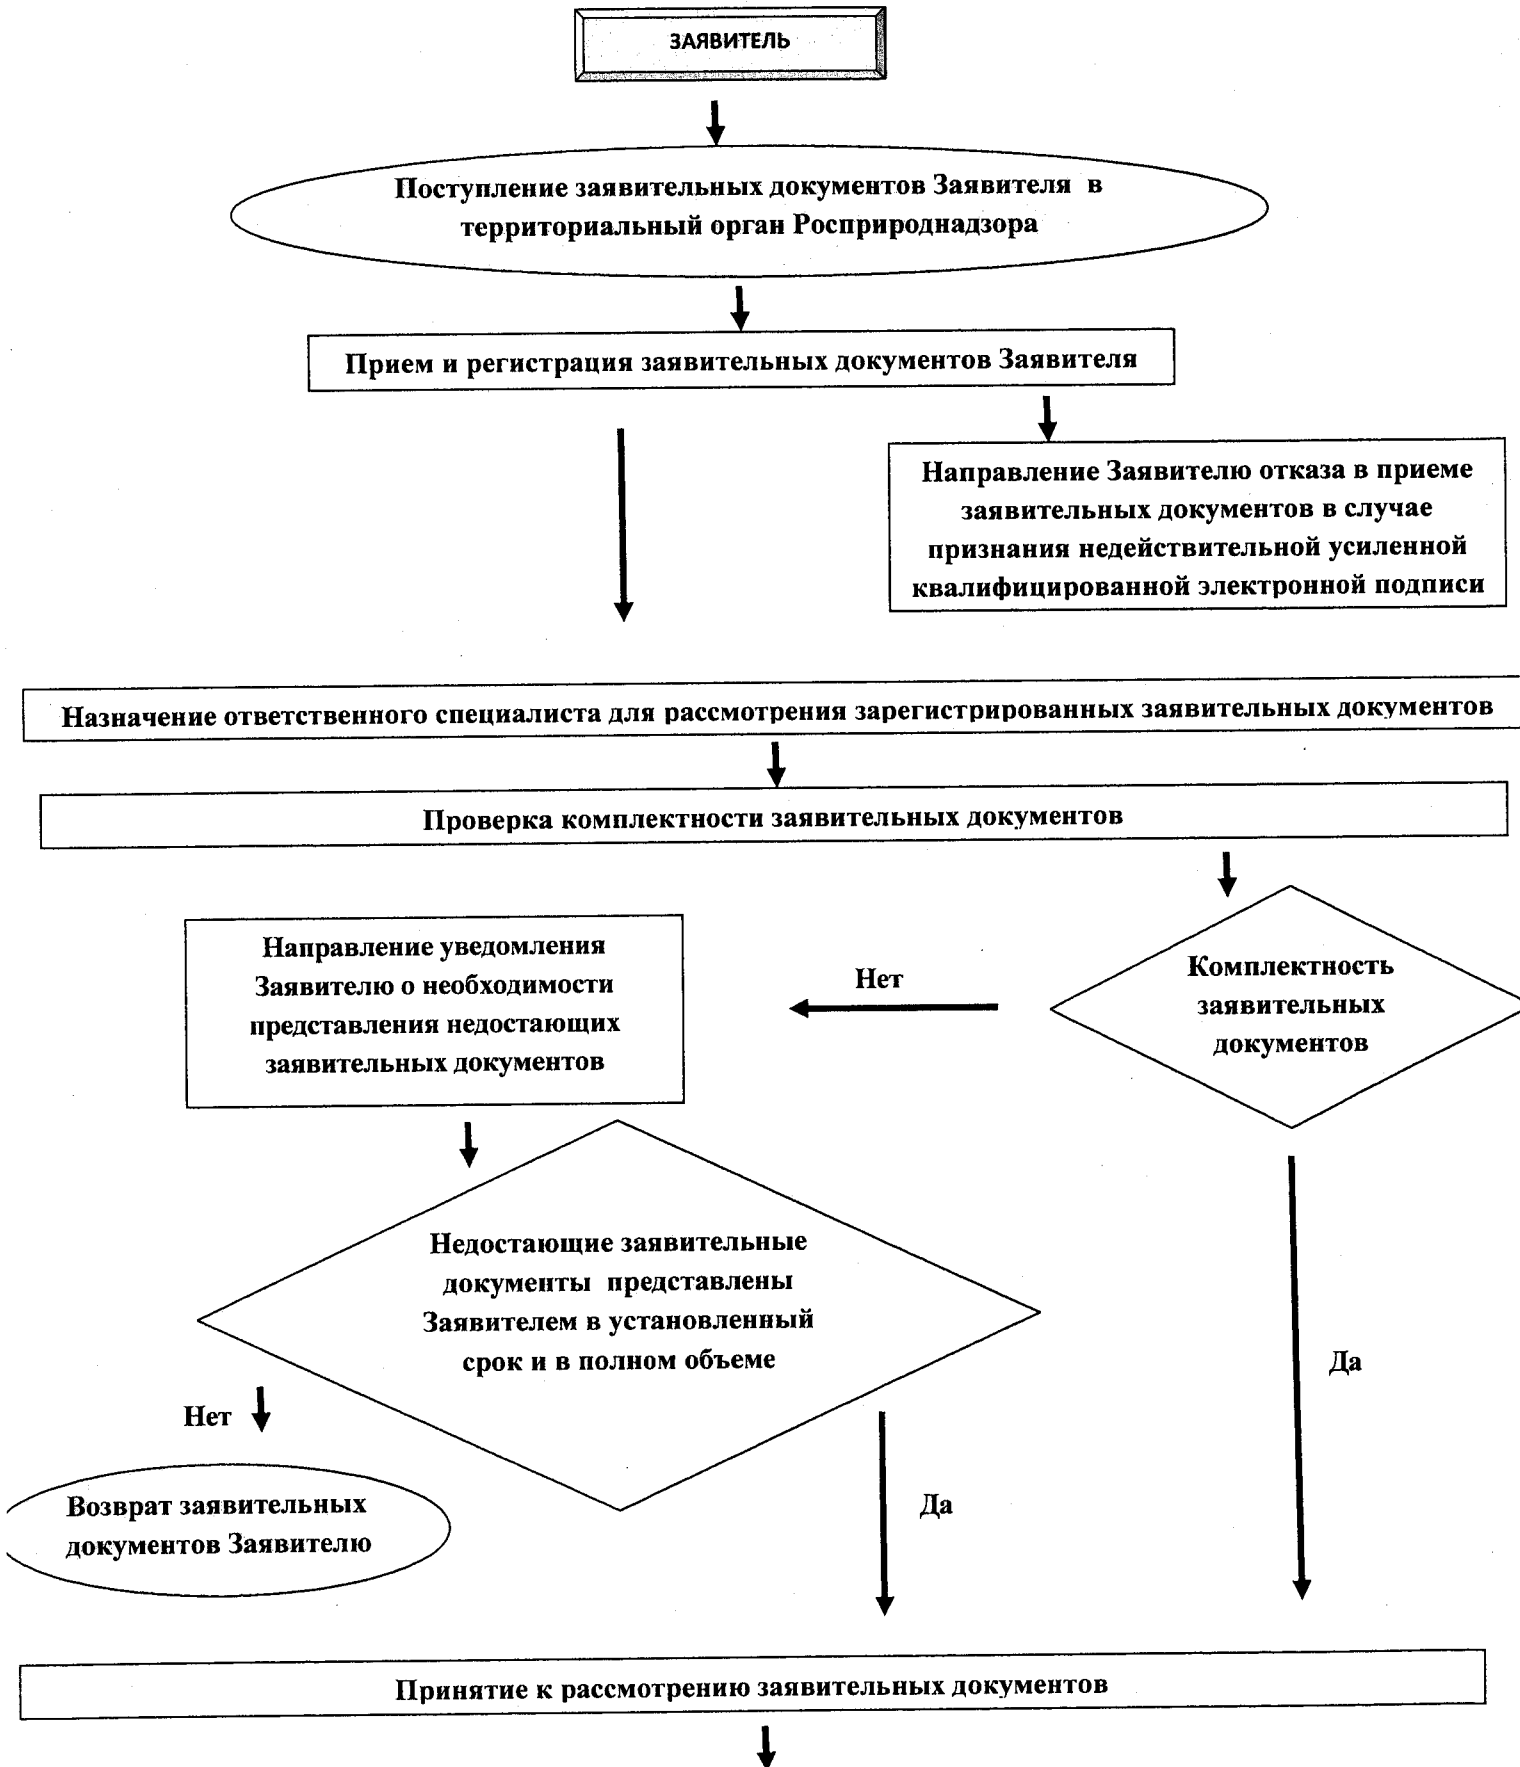 ЗАЯВИТЕЛЬ
Поступление заявительных документов Заявителя в
территориальный орган Росприроднадзора
Прием и регистрация заявительных документов Заявителя
Направление Заявителю отказа в приеме
заявительных документов в случае
признания недействительной усиленной
квалифицированной электронной подписи
Назначение ответственного специалиста для рассмотрения зарегистрированных заявительных документов
Проверка комплектности заявительных документов
Направление уведомления
Заявителю о необходимости
представления недостающих
заявительных документов
Нет
Комплектность
заявительных
документов
Недостающие заявительные
документы представлены
Заявителем в установленный
срок и в полном объеме
Да
Нет
Возврат заявительных
документов Заявителю
Да
Принятие к рассмотрению заявительных документов